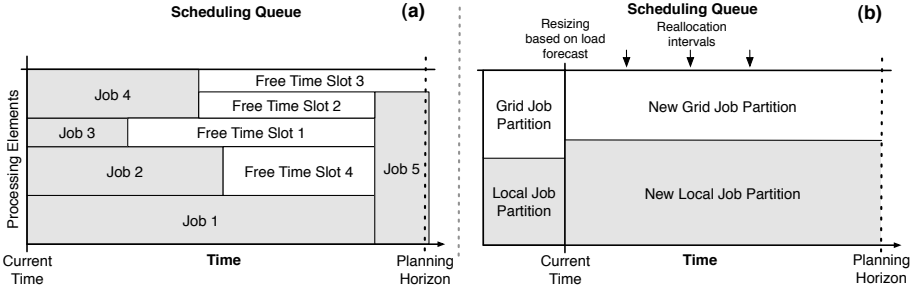 Scheduling Queue
(a)
Processing Elements
Job 4
Free Time Slot 3
Free Time Slot 2
Job 3
Free Time Slot 1
Job 2
Free Time Slot 4
Job 5
Job 1
Current
Time
Time
Planning
Horizon
Scheduling Queue
(b)
Resizing
based on load
forecast
Reallocation
intervals
Grid Job
Partition
New Grid Job Partition
Local Job
Partition
New Local Job Partition
Current
Time
Time
Planning
Horizon